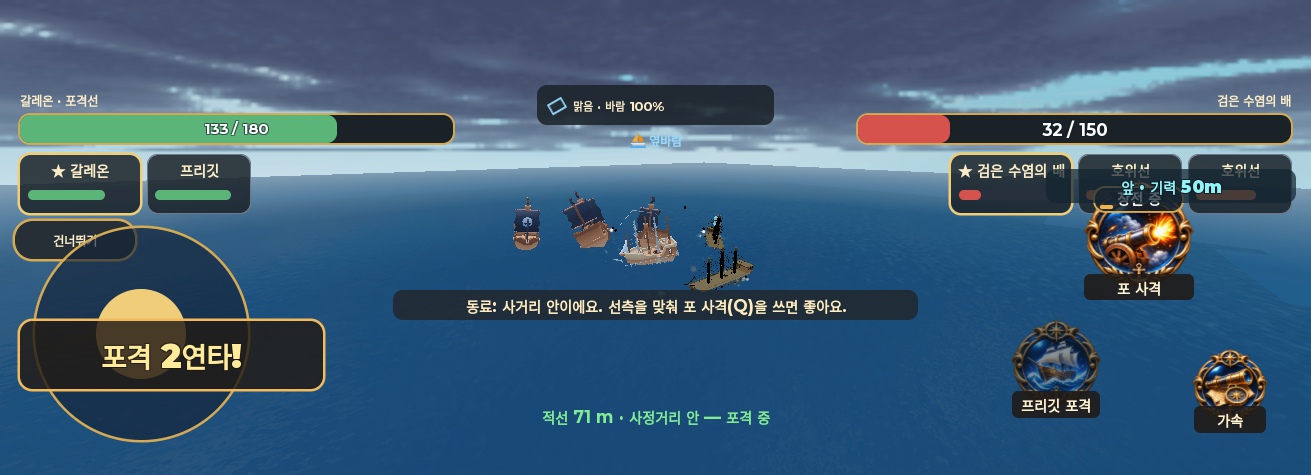 갈레온 · 포격선
133 / 180
★ 갈레온
프리깃
건너뛰기
포격 2연타!
맑음 · 바람 100%
옆바람
동료: 사거리 안이에요. 선측을 맞춰 포 사격(Q)을 쓰면 좋아요.
적선 71 m · 사정거리 안 — 포격 중
검은 수염의 배
32 / 150
★ 검은 수염의 배
호위선
호위선
앞 · 기력 50m
장전 중
포 사격
프리깃 포격
가속